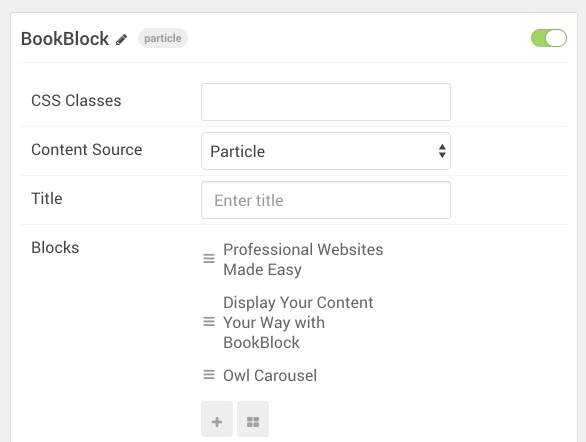 BookBlock particle
CSS Classes
Content Source Particle
Title Enter title
Blocks Professional Websites
Made Easy
Display Your Content
Your Way with
BookBlock
Owl Carousel